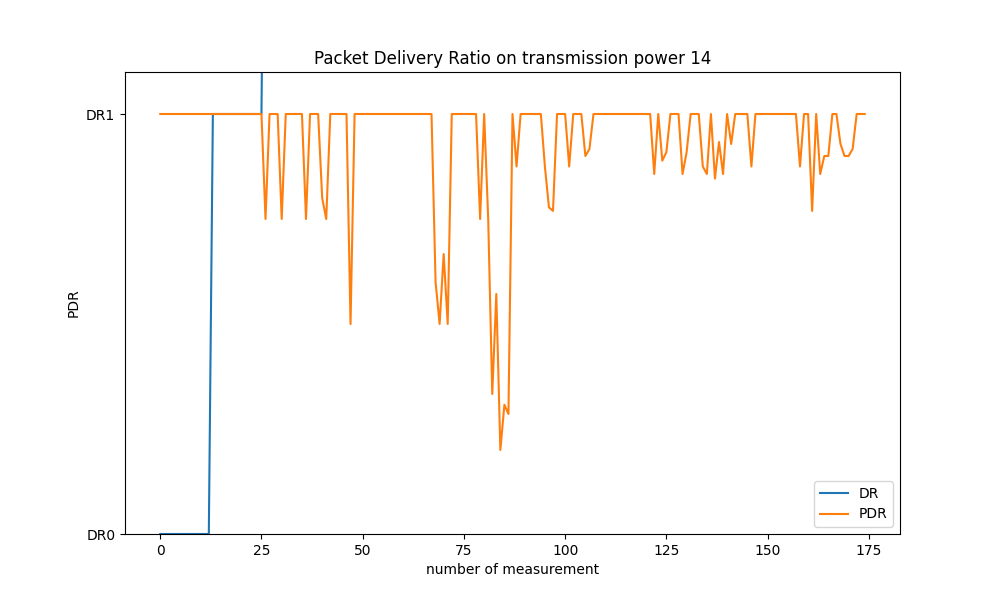 Packet Delivery Ratio on transmission power 14
DR1
PDR
DR0
0 25 50 75 100 125 150 175
number of measurement
DR
PDR